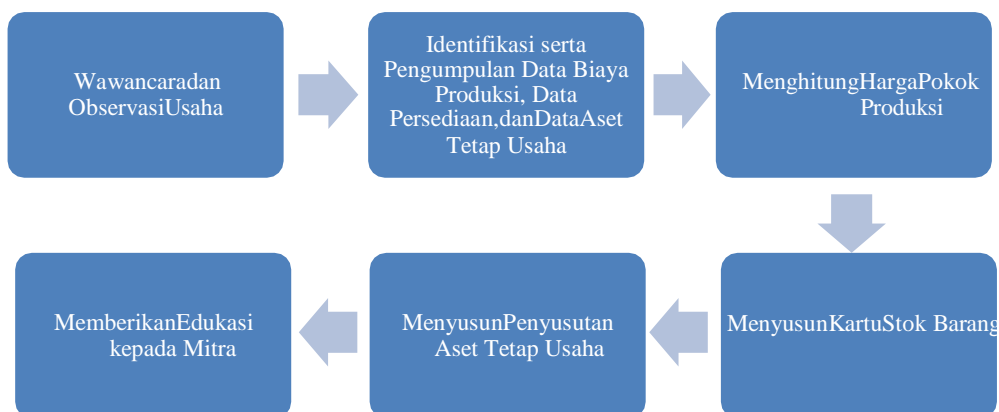 Wawancaradan
ObservasiUsaha
Identifikasi serta
Pengumpulan Data Biaya
Produksi, Data
Persediaan,danDataAset
Tetap Usaha
MenghitungHargaPokok
Produksi
MenyusunKartuStok Barang
MenyusunPenyusutan
Aset Tetap Usaha
MemberikanEdukasi
kepada Mitra